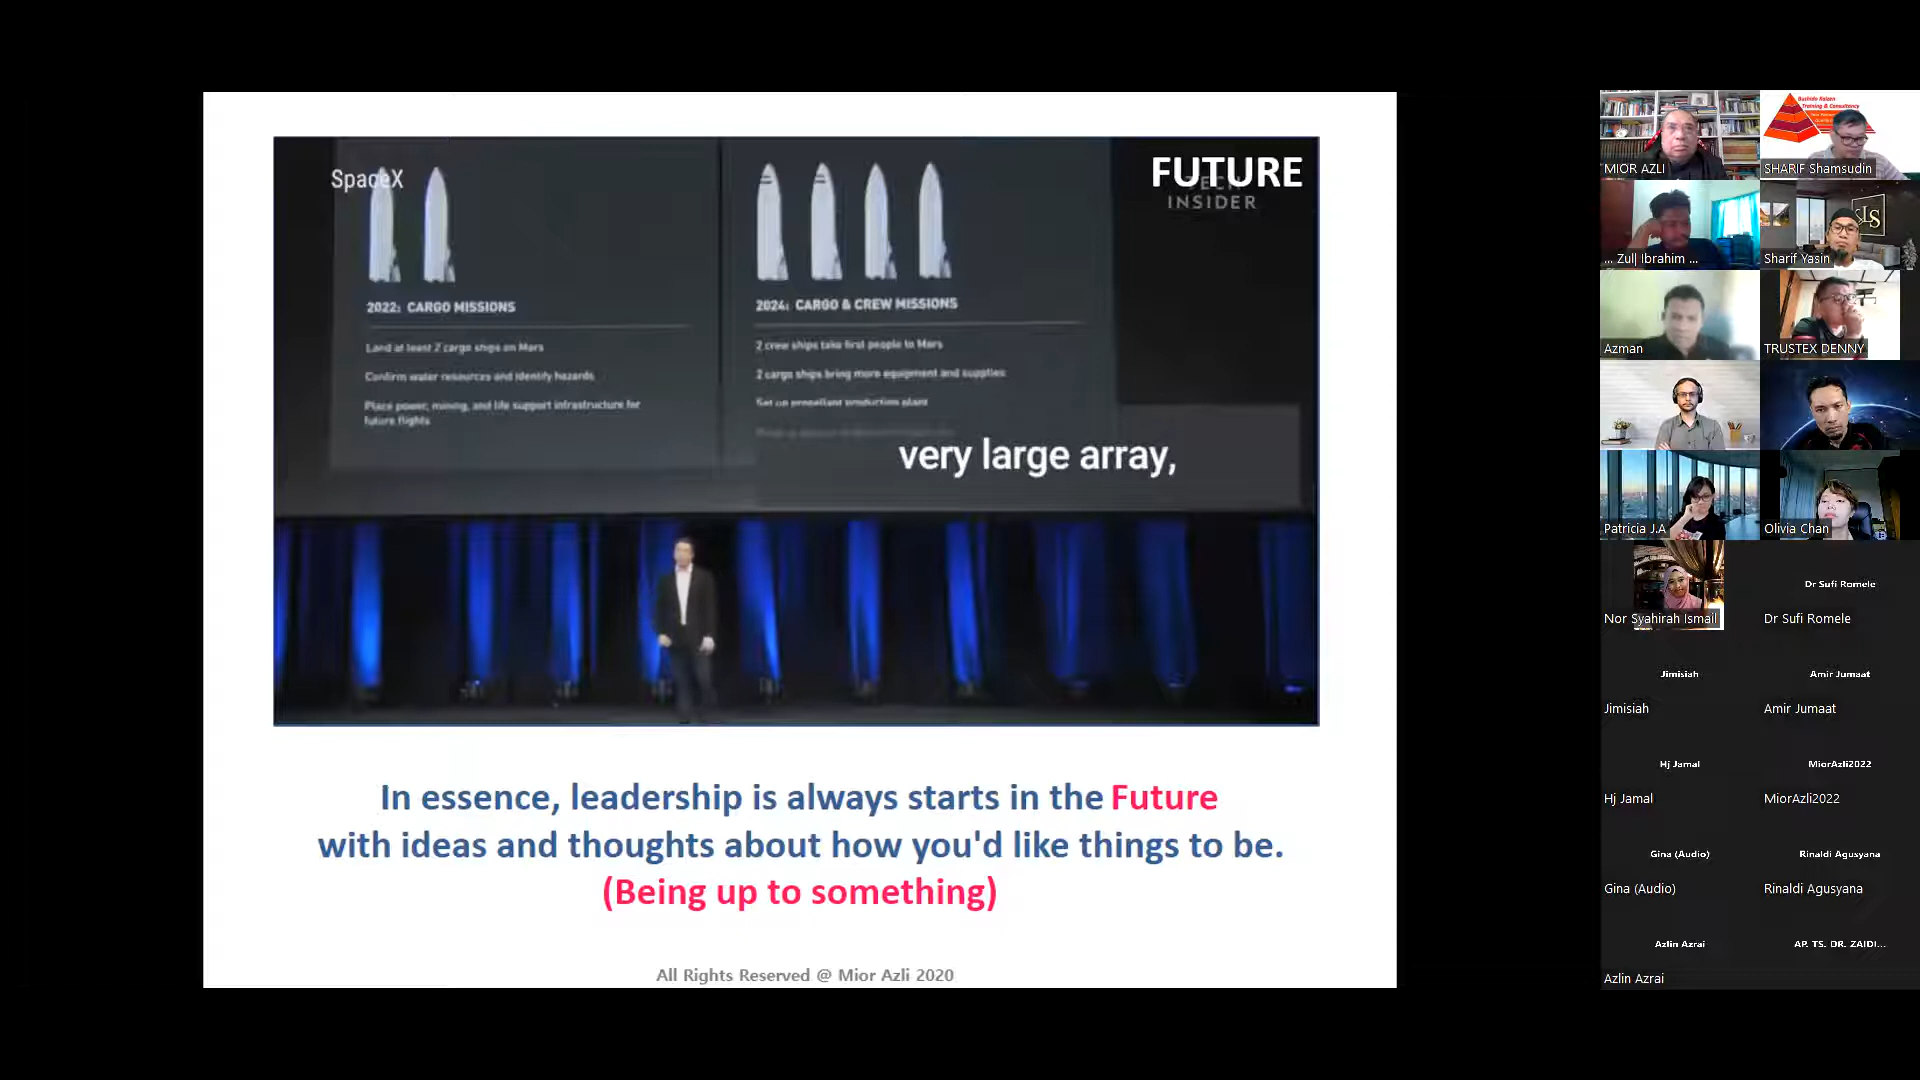 SpaceX
FUTURE
TECH
INSIDER
2022: CARGO MISSIONS
Land at least 2 cargo ships on Mars
Confirm water resources and identify hazards
Place power, mining, and life support infrastructure for
future flights
2024: CARGO & CREW MISSIONS
2 crew ships take first people to Mars
2 cargo ships bring more equipment and supplies
Set up propellant production plant
very large array,
In essence, leadership is always starts in the Future
with ideas and thoughts about how you'd like things to be.
(Being up to something)
All Rights Reserved @ Mior Azli 2020
MIOR AZLI
Bushido Kaizen
Training & Consultancy
SHARIF Shamsudin
... Zul| Ibrahim ...
SLS
Sharif Yasin
Azman
TRUSTEX DENNY
Patricia J.A
Olivia Chan
Nor Syahirah Ismail
Dr Sufi Romele
Dr Sufi Romele
Jimisiah
Jimisiah
Amir Jumaat
Amir Jumaat
Hj Jamal
Hj Jamal
MiorAzli2022
MiorAzli2022
Gina (Audio)
Gina (Audio)
Rinaldi Agusyana
Rinaldi Agusyana
Azlin Azrai
Azlin Azrai
AP. TS. DR. ZAIDI...